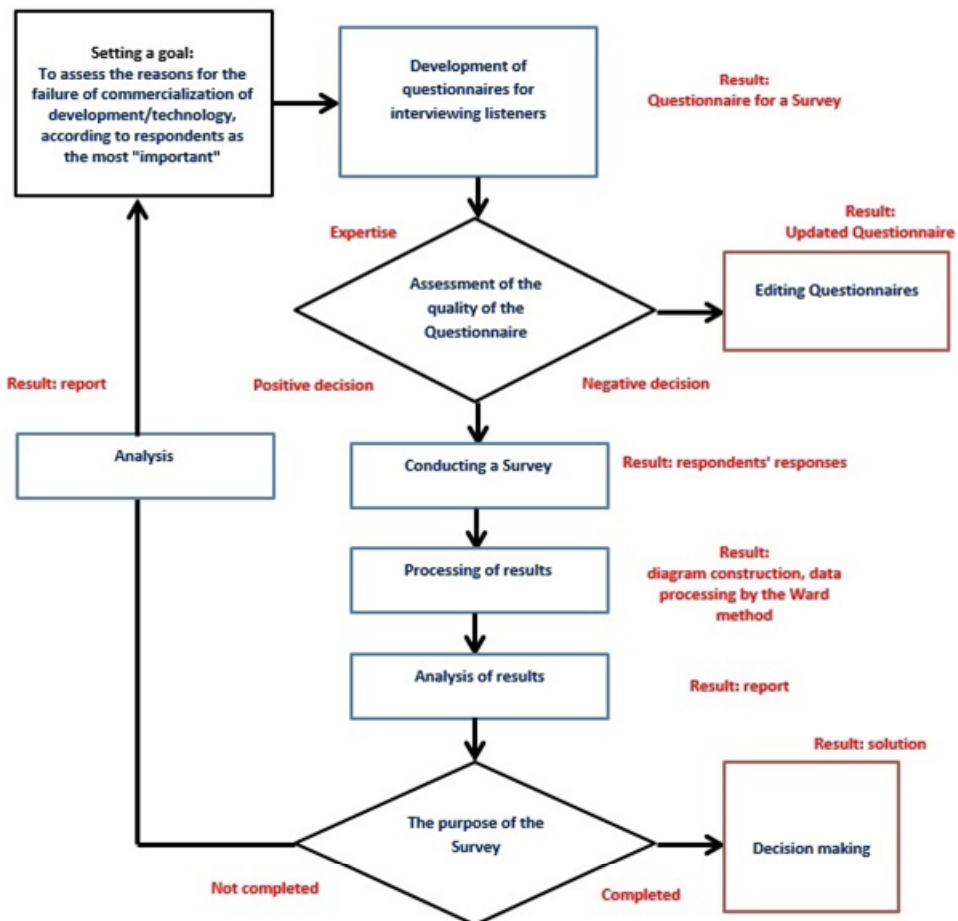 Setting a goal:
To assess the reasons for the
failure of commercialization of
development/technology,
according to respondents as
the most "important"
Development of
questionnaires for
interviewing listeners
Result:
Questionnaire for a Survey
Expertise
Result:
Updated Questionnaire
Assessment of the
quality of the
Questionnaire
Editing Questionnaires
Result: report
Positive decision
Negative decision
Analysis
Conducting a Survey
Result: respondents' responses
Processing of results
Result:
diagram construction, data
processing by the Ward
method
Analysis of results
Result: report
Result: solution
The purpose of the
Survey
Decision making
Not completed
Completed